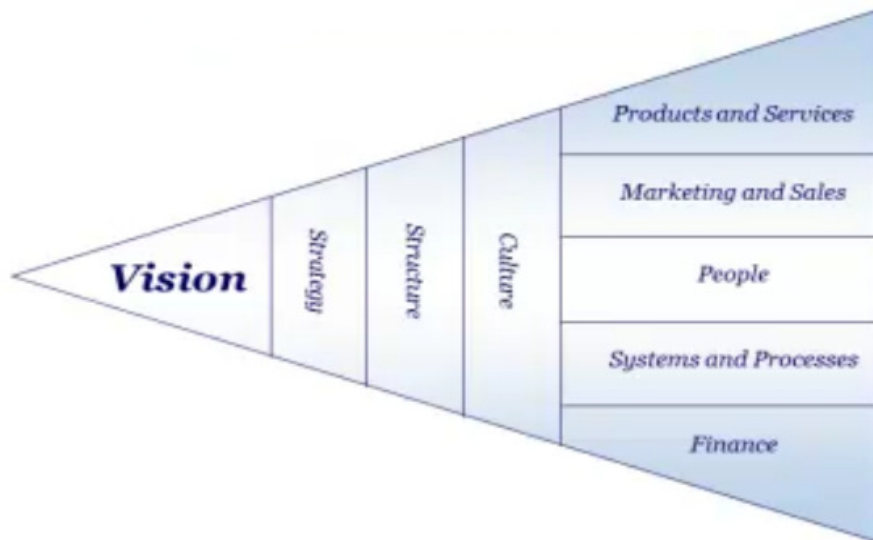 Vision
Strategy
Structure
Culture
Products and Services
Marketing and Sales
People
Systems and Processes
Finance